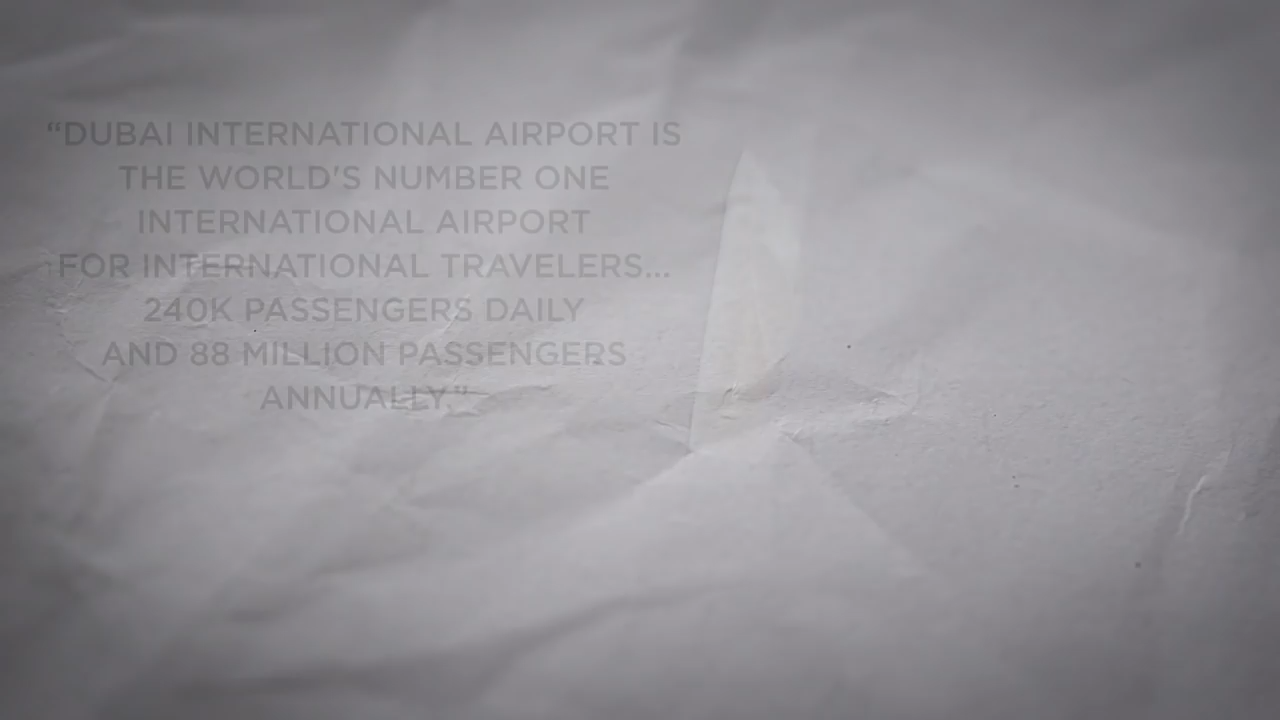 “DUBAI INTERNATIONAL AIRPORT IS
THE WORLD'S NUMBER ONE
INTERNATIONAL AIRPORT
FOR INTERNATIONAL TRAVELERS...
240K PASSENGERS DAILY
AND 88 MILLION PASSENGERS
ANNUALLY.”